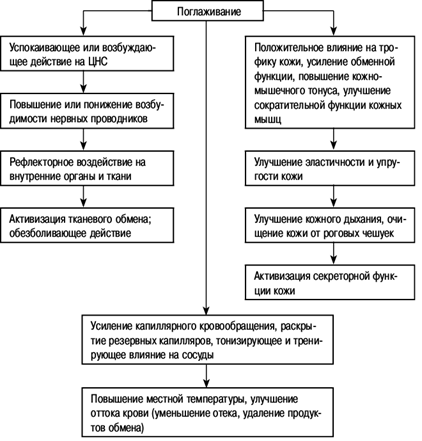 Поглаживание
Успокаивающее или возбуждаю-
щее действие на ЦНС
Повышение или понижение возбу-
димости нервных проводников
Рефлекторное воздействие на
внутренние органы и ткани
Активизация тканевого обмена;
обезболивающее действие
Положительное влияние на тро-
фику кожи, усиление обменной
функции, повышение кожно-
мышечного тонуса, улучшение
сократительной функции кожных
мышц
Улучшение эластичности и упру-
гости кожи
Улучшение кожного дыхания, очи-
щение кожи от роговых чешуек
Активизация секреторной функ-
ции кожи
Усиление капиллярного кровообращения, раскры-
тие резервных капилляров, тонизирующее и трени-
рующее влияние на сосуды
Повышение местной температуры, улучшение
оттока крови (уменьшение отека, удаление продук-
тов обмена)